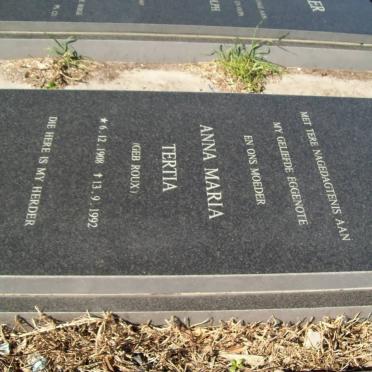 MET TERE NAGEDAGTENIS AAN
MY GELIEFDE EGGENOTE
EN ONS MOEDER
ANNA MARIA
TERTIA
(GEB ROUX)
*6.12.1908 †13.9.1992
DIE HERE IS MY HERDER